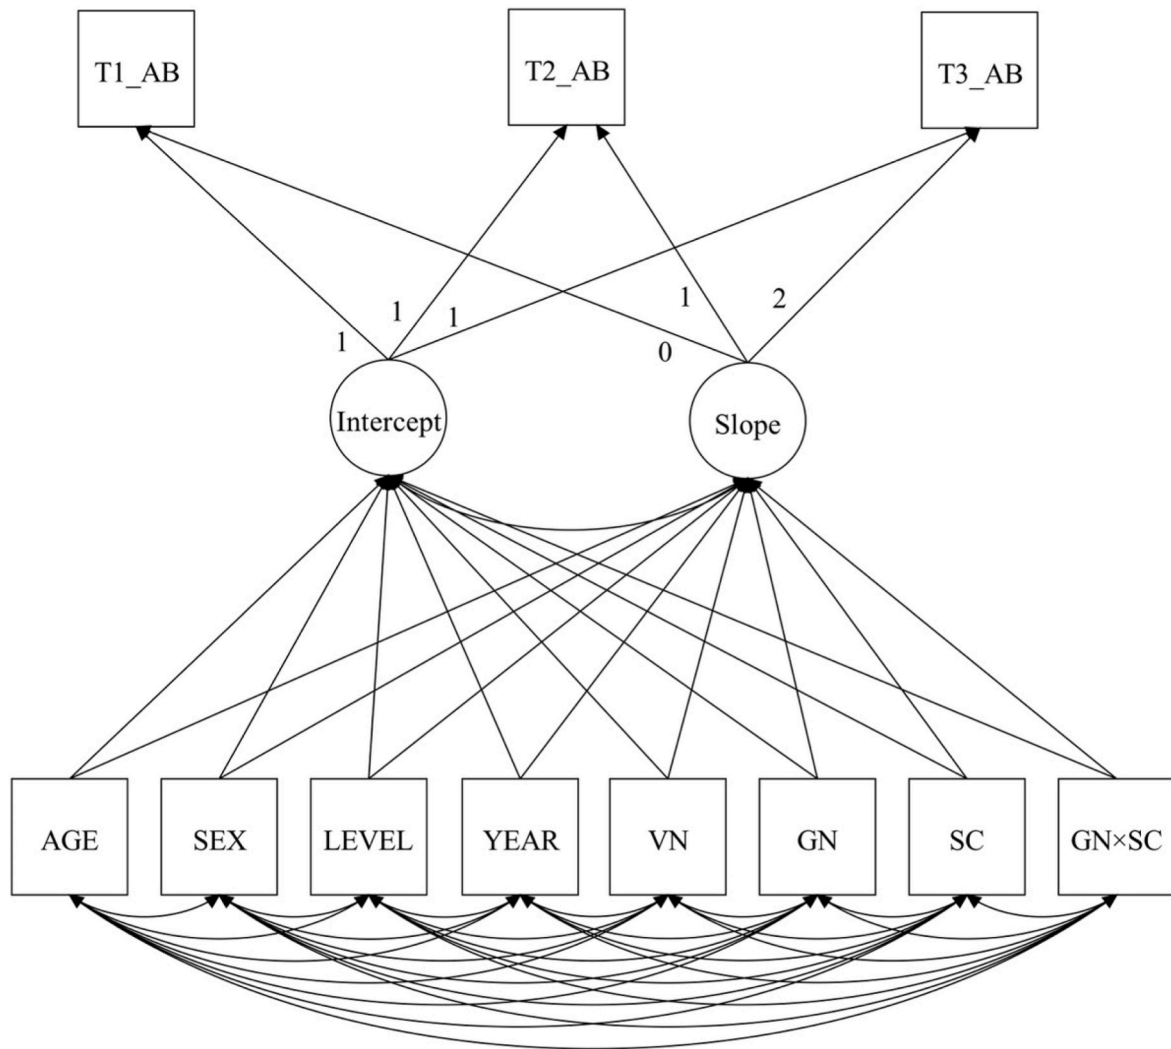 T1_AB
T2_AB
T3_AB
1
1
1
0
1
2
Intercept
Slope
AGE
SEX
LEVEL
YEAR
VN
GN
SC
GN×SC